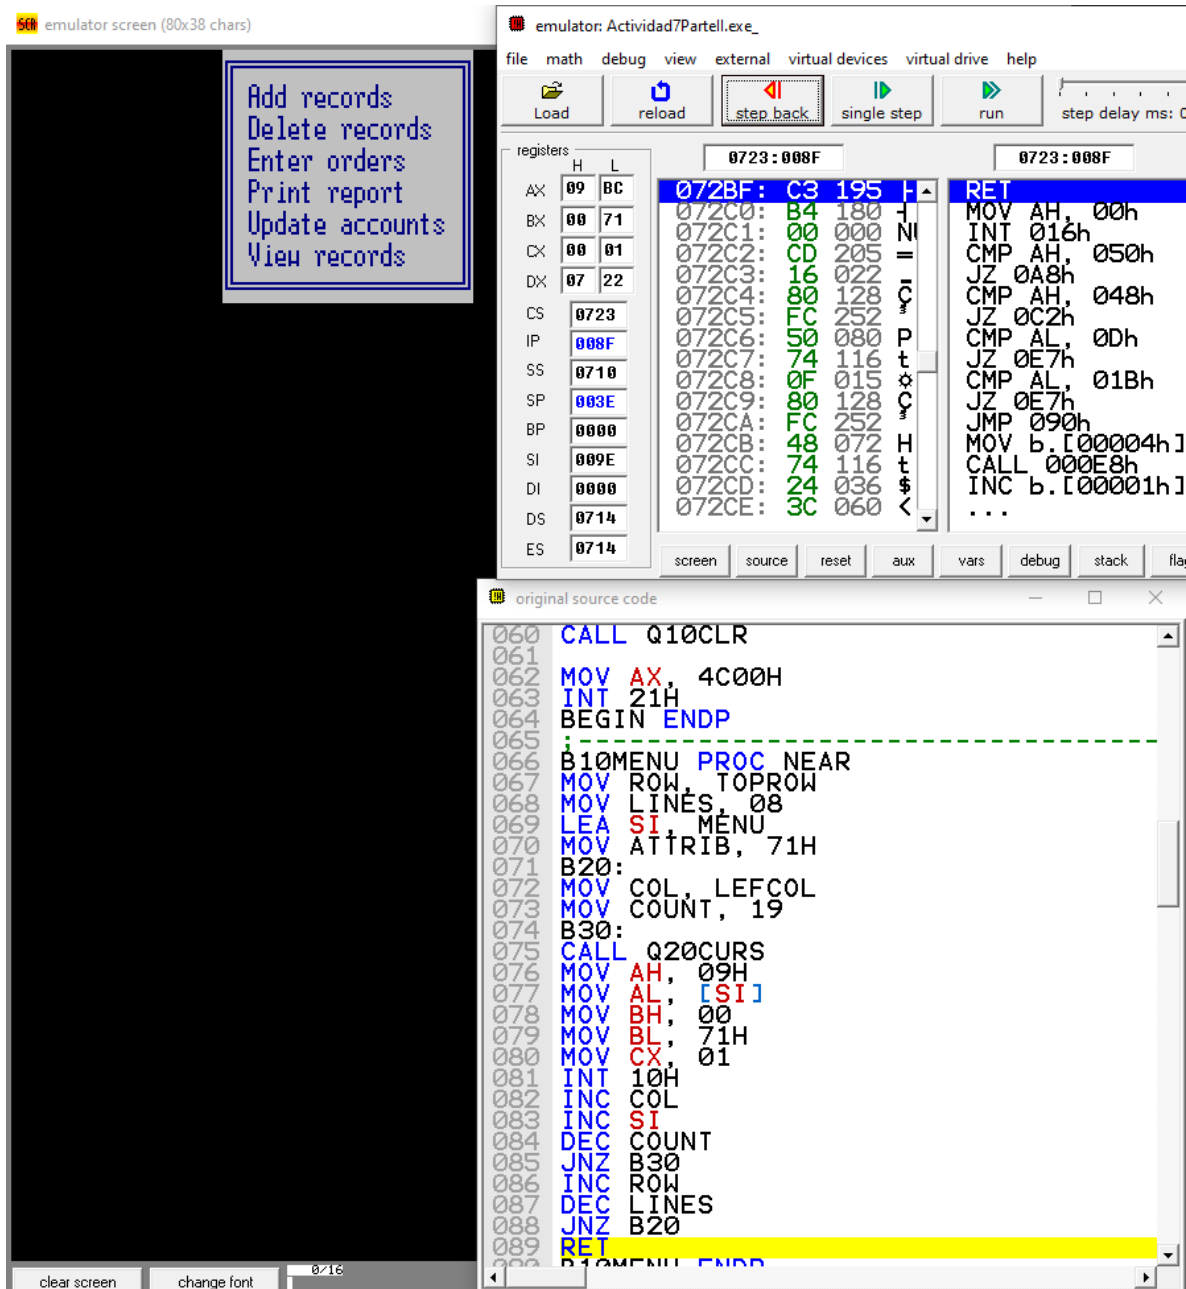 emulator screen (80x38 chars)
Add records
Delete records
Enter orders
Print report
Update accounts
View records
clear screen
change font
0/16
emulator: Actividad7PartelI.exe_
file math debug view external virtual devices virtual drive help
Load reload step back single step run step delay ms: 0
registers
H L
AX 09 BC
BX 00 71
CX 00 01
DX 07 22
CS 0723
IP 008F
SS 0710
SP 003E
BP 0000
SI 009E
DI 0000
DS 0714
ES 0714
0723:008F
072BF: C3 195
072C0: B4 180
072C1: 00 000
072C2: CD 205 =
072C3: 16 022
072C4: 80 128 Ç
072C5: FC 252
072C6: 50 080 P
072C7: 74 116 t
072C8: 0F 015 ☼
072C9: 80 128 Ç
072CA: FC 252
072CB: 48 072 H
072CC: 74 116 t
072CD: 24 036 $
072CE: 3C 060 <
0723:008F
RET
MOV AH, 00h
INT 016h
CMP AH, 050h
JZ 0A8h
CMP AH, 048h
JZ 0C2h
CMP AL, 0Dh
JZ 0E7h
CMP AL, 01Bh
JZ 0E7h
JMP 090h
MOV b.[00004h]
CALL 000E8h
INC b.[00001h]
...
screen source reset aux vars debug stack flag
original source code
060 CALL Q10CLR
061
062 MOV AX, 4C00H
063 INT 21H
064 BEGIN ENDP
065 ;---------------------------------
066 B10MENU PROC NEAR
067 MOV ROW, TOPROW
068 MOV LINES, 08
069 LEA SI, MENU
070 MOV ATTRIB, 71H
071 B20:
072 MOV COL, LEFCOL
073 MOV COUNT, 19
074 B30:
075 CALL Q20CURS
076 MOV AH, 09H
077 MOV AL, [SI]
078 MOV BH, 00
079 MOV BL, 71H
080 MOV CX, 01
081 INT 10H
082 INC COL
083 INC SI
084 DEC COUNT
085 JNZ B30
086 INC ROW
087 DEC LINES
088 JNZ B20
089 RET
090 B10MENU ENDP